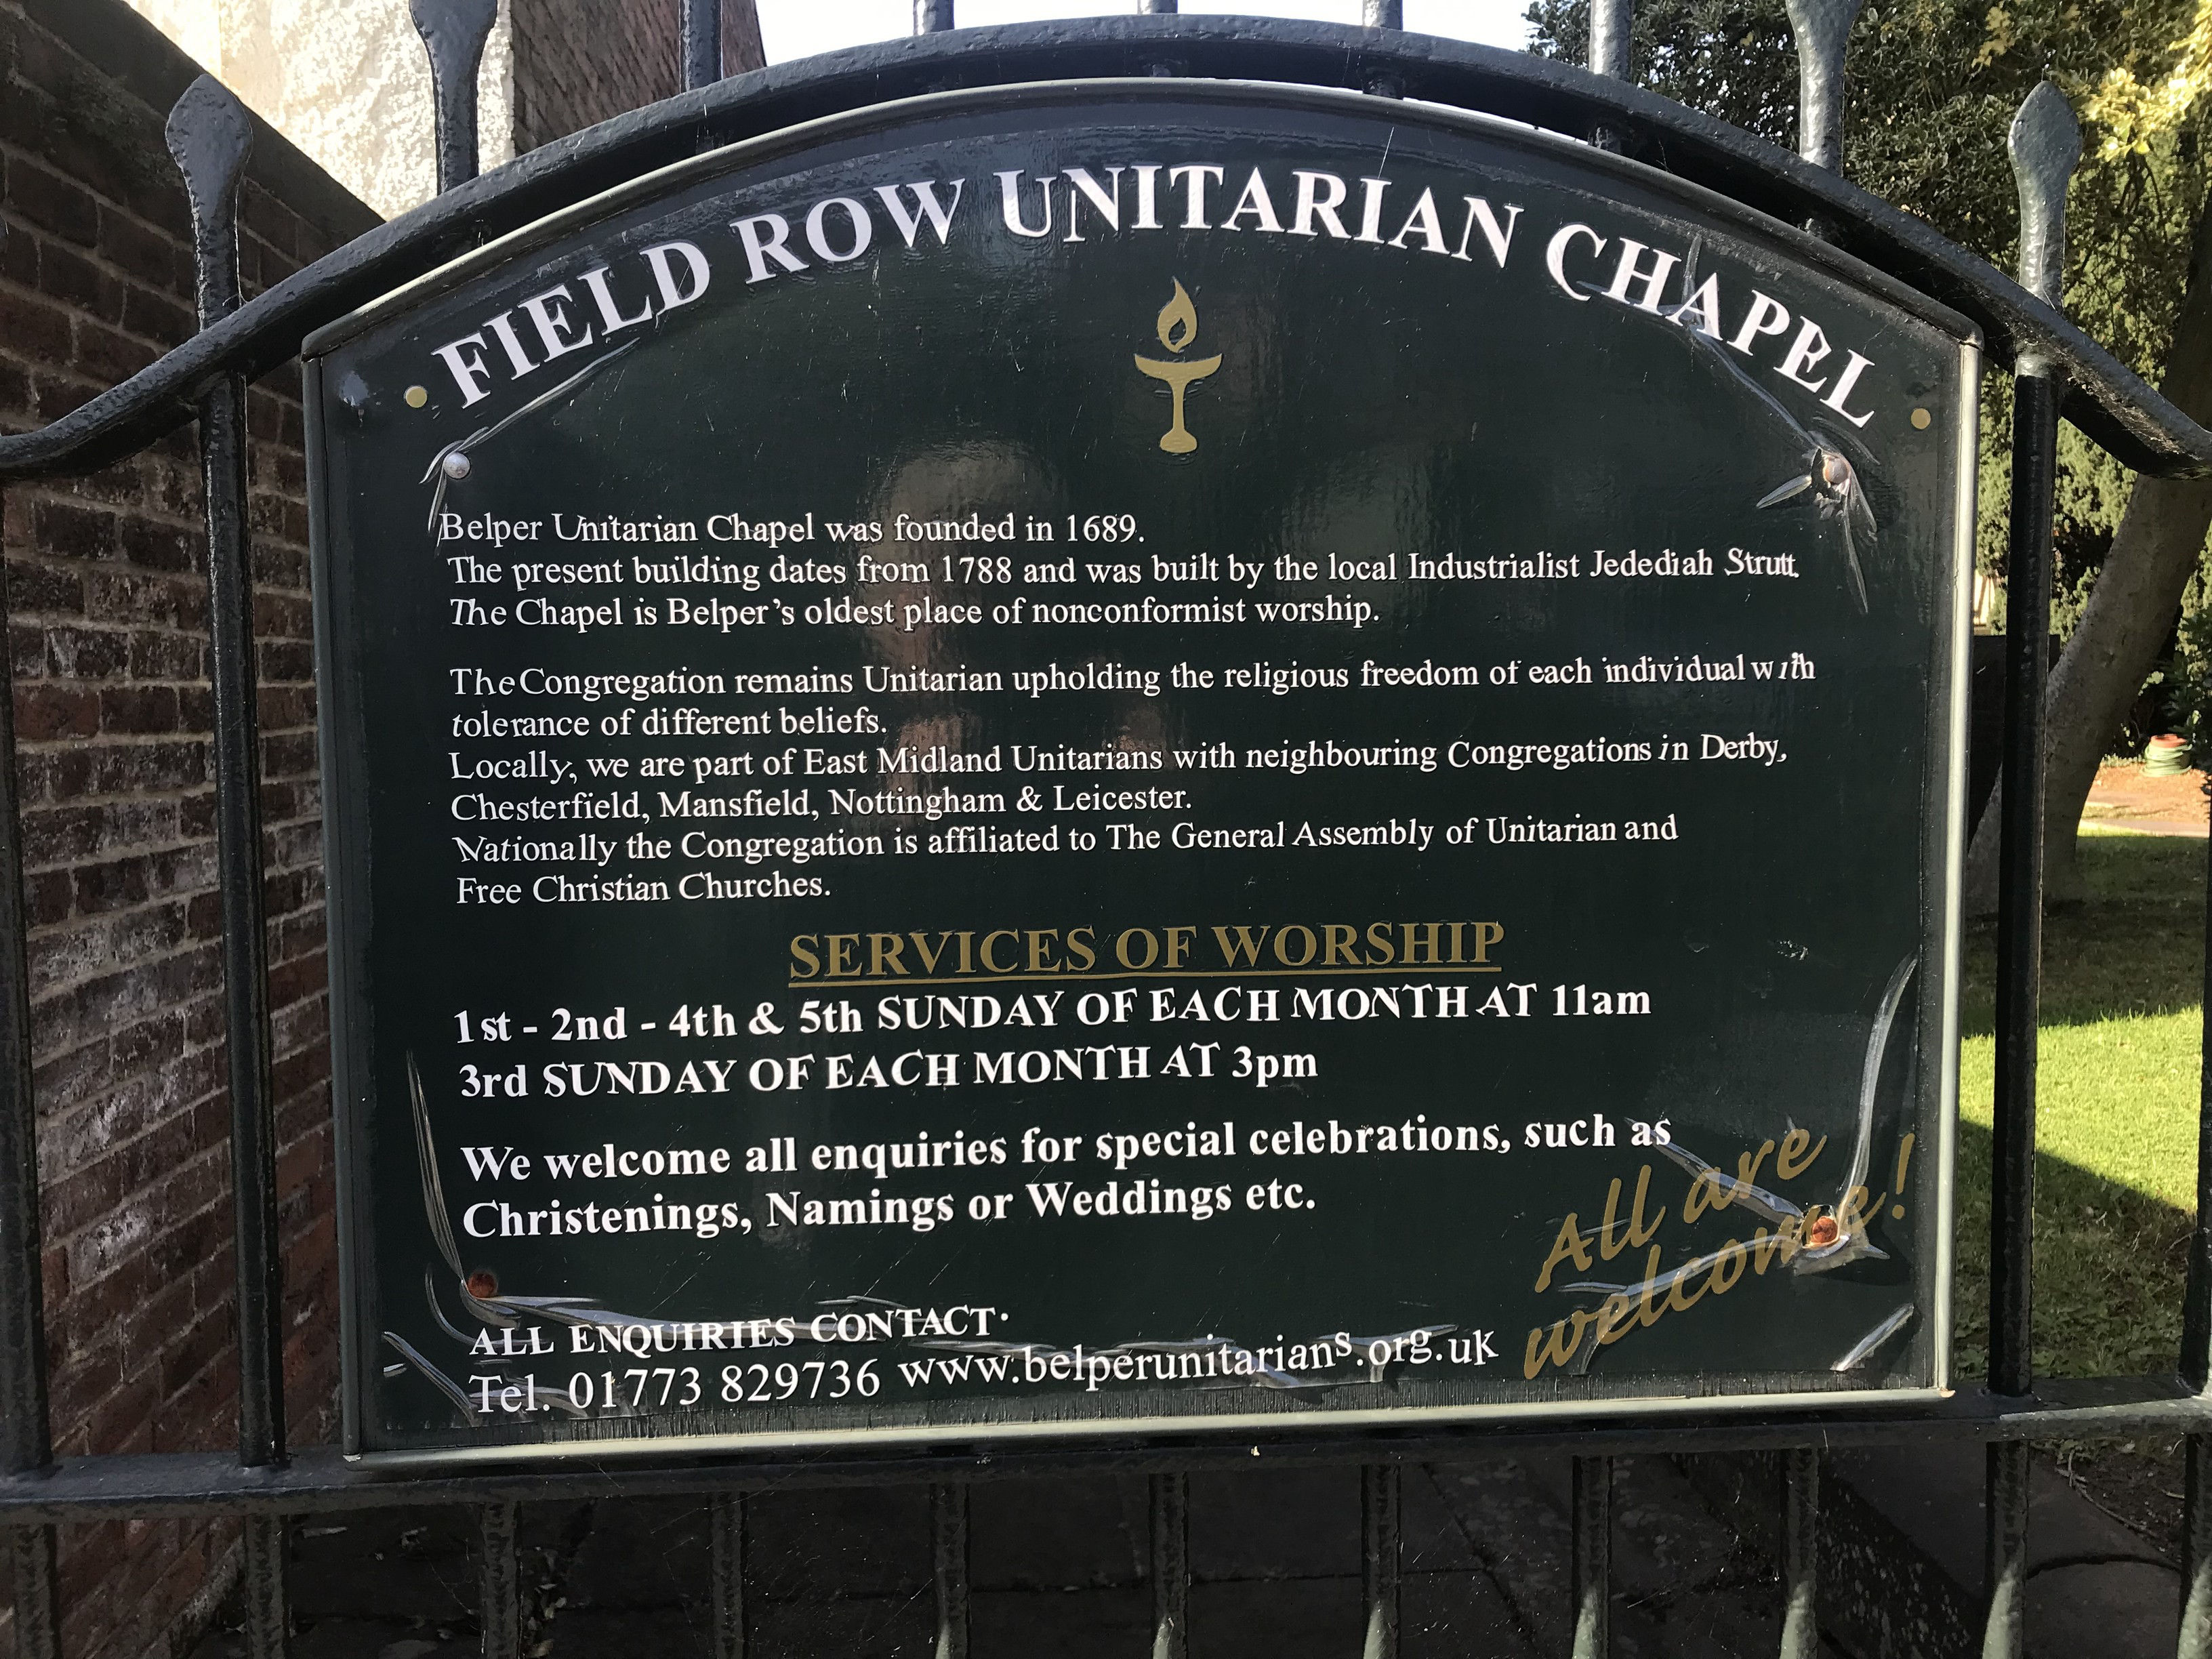 FIELD ROW UNITARIAN CHAPEL
Belper Unitarian Chapel was founded in 1689.
The present building dates from 1788 and was built by the local Industrialist Jedediah Strutt.
The Chapel is Belper's oldest place of nonconformist worship.
The Congregation remains Unitarian upholding the religious freedom of each individual with
tolerance of different beliefs.
Locally, we are part of East Midland Unitarians with neighbouring Congregations in Derby,
Chesterfield, Mansfield, Nottingham & Leicester.
Nationally the Congregation is affiliated to The General Assembly of Unitarian and
Free Christian Churches.
SERVICES OF WORSHIP
1st - 2nd - 4th & 5th SUNDAY OF EACH MONTH AT 11am
3rd SUNDAY OF EACH MONTH AT 3pm
We welcome all enquiries for special celebrations, such as
Christenings, Namings or Weddings etc.
All are
welcome!
ALL ENQUIRIES CONTACT·
Tel. 01773 829736 www.belperunitarians.org.uk